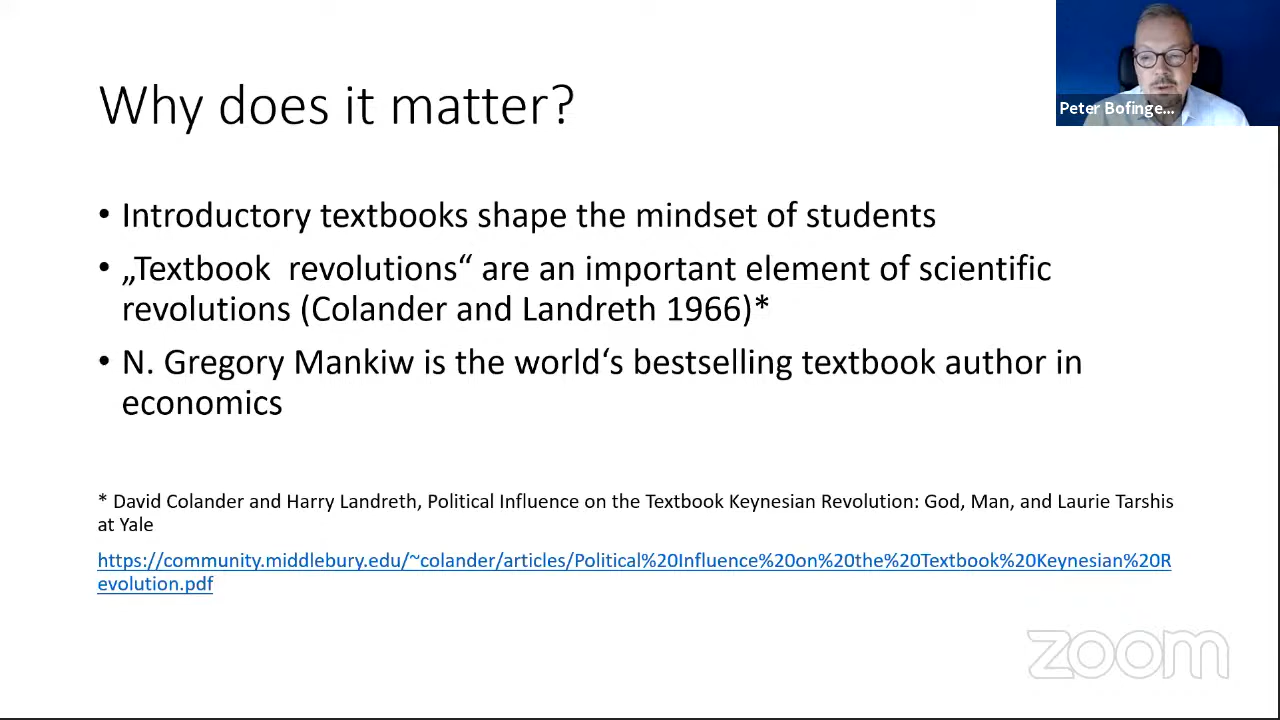 Why does it matter?
Peter Bofinge...
• Introductory textbooks shape the mindset of students
• „Textbook  revolutions“ are an important element of scientific
revolutions (Colander and Landreth 1966)*
• N. Gregory Mankiw is the world‘s bestselling textbook author in
economics
* David Colander and Harry Landreth, Political Influence on the Textbook Keynesian Revolution: God, Man, and Laurie Tarshis
at Yale
https://community.middlebury.edu/~colander/articles/Political%20Influence%20on%20the%20Textbook%20Keynesian%20R
evolution.pdf
zoom